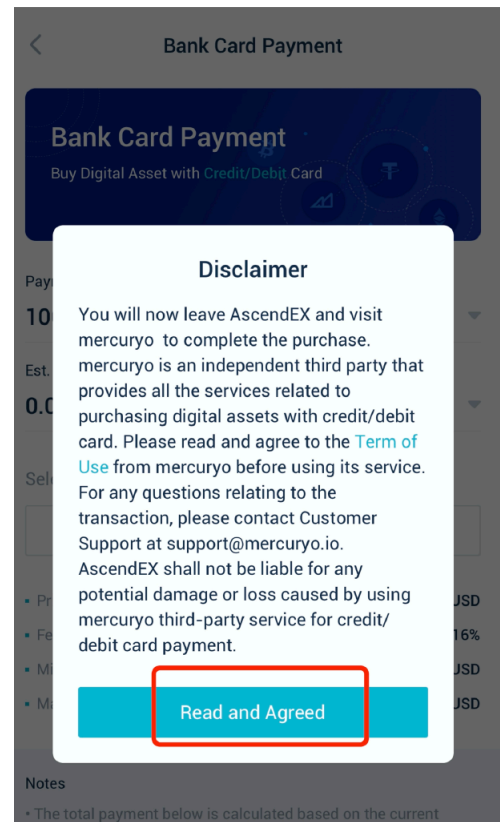 Bank Card Payment
Bank Card Payment
Buy Digital Asset with Credit/Debit Card
Disclaimer
You will now leave AscendEX and visit
mercuryo to complete the purchase.
mercuryo is an independent third party that
provides all the services related to
purchasing digital assets with credit/debit
card. Please read and agree to the Term of
Use from mercuryo before using its service.
For any questions relating to the
transaction, please contact Customer
Support at support@mercuryo.io.
AscendEX shall not be liable for any
potential damage or loss caused by using
mercuryo third-party service for credit/
debit card payment.
Read and Agreed
Est.
USD
16%
USD
USD
Notes
• The total payment below is calculated based on the current